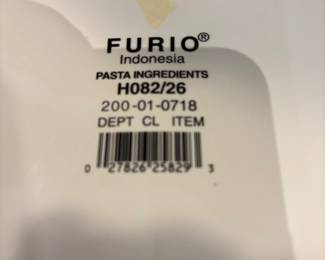 FURIO®
Indonesia
PASTA INGREDIENTS
H082/26
200-01-0718
DEPT CL ITEM
0 27826 25829 3